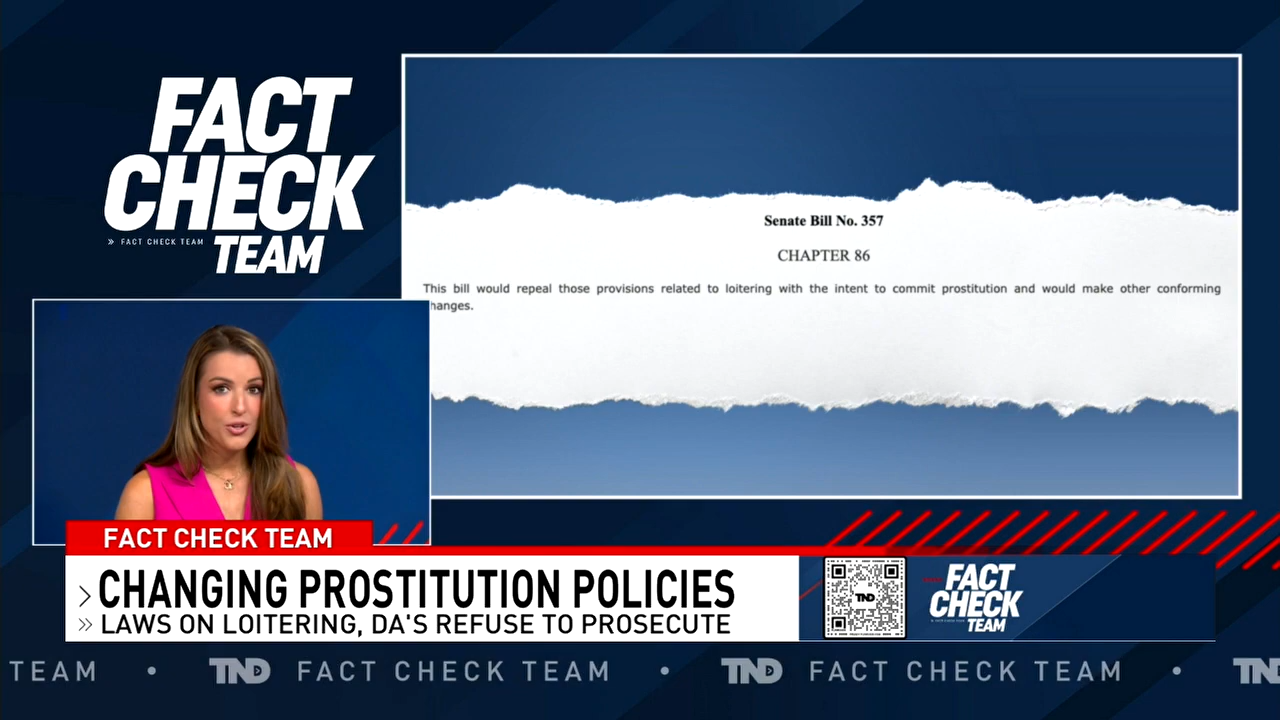 FACT
CHECK
» FACT CHECK TEAM
TEAM
Senate Bill No. 357
CHAPTER 86
This bill would repeal those provisions related to loitering with the intent to commit prostitution and would make other conforming
hanges.
FACT CHECK TEAM
CHANGING PROSTITUTION POLICIES
» LAWS ON LOITERING, DA'S REFUSE TO PROSECUTE
TND
FACT
CHECK
TEAM
TEAM • TND FACT CHECK TEAM • TND FACT CHECK TEAM • TN